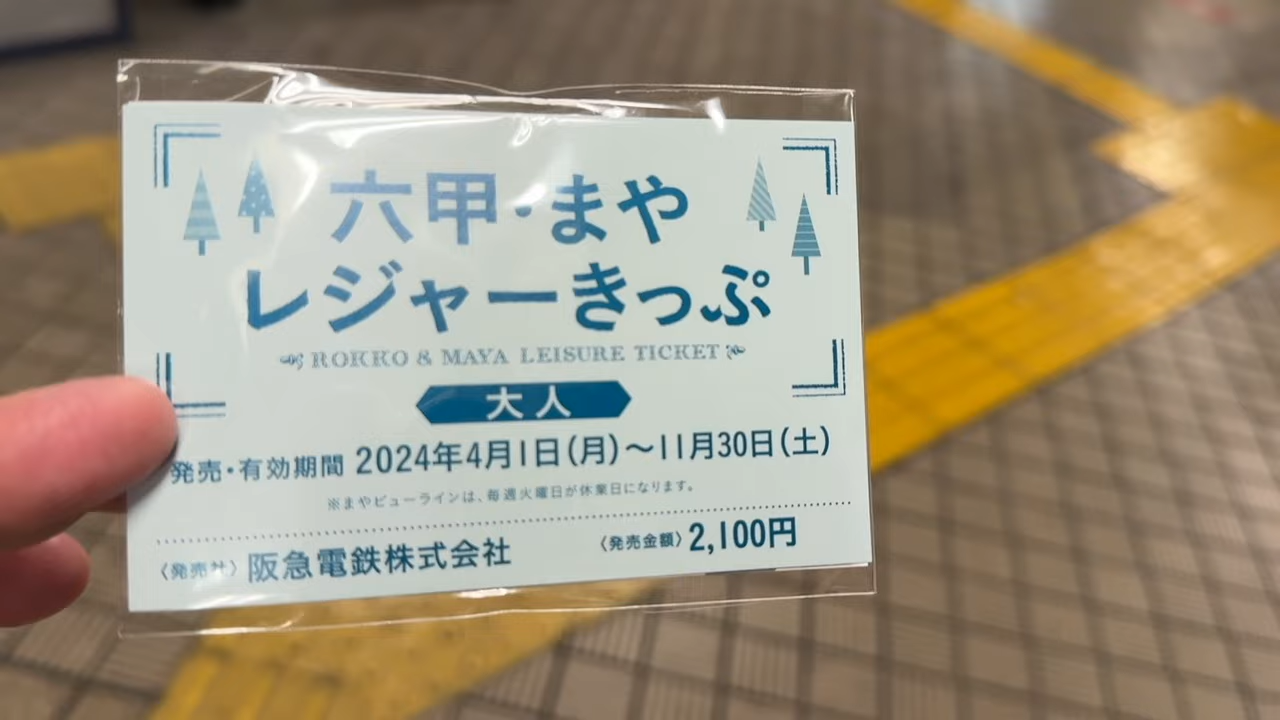 六甲・まや
レジャーきっぷ
ROKKO & MAYA LEISURE TICKET
大人
発売・有効期間 2024年4月1日(月)〜11月30日(土)
※まやビューラインは、毎週火曜日が休業日になります。
〈発売社〉阪急電鉄株式会社 〈発売金額〉2,100円